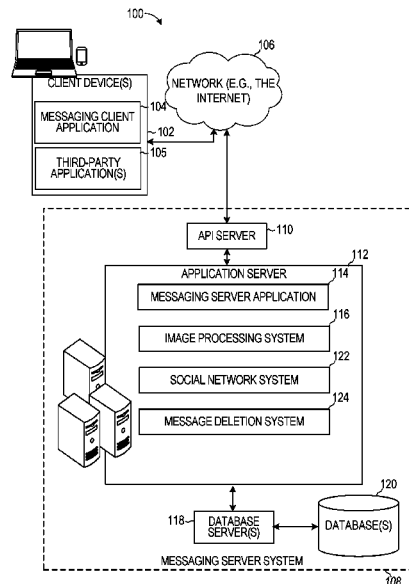 100
106
NETWORK (E.G., THE
INTERNET)
CLIENT DEVICE(S)
104
MESSAGING CLIENT
APPLICATION
102
105
THIRD-PARTY
APPLICATION(S)
API SERVER
110
112
APPLICATION SERVER
114
MESSAGING SERVER APPLICATION
116
IMAGE PROCESSING SYSTEM
122
SOCIAL NETWORK SYSTEM
124
MESSAGE DELETION SYSTEM
118
DATABASE
SERVER(S)
120
DATABASE(S)
MESSAGING SERVER SYSTEM
108